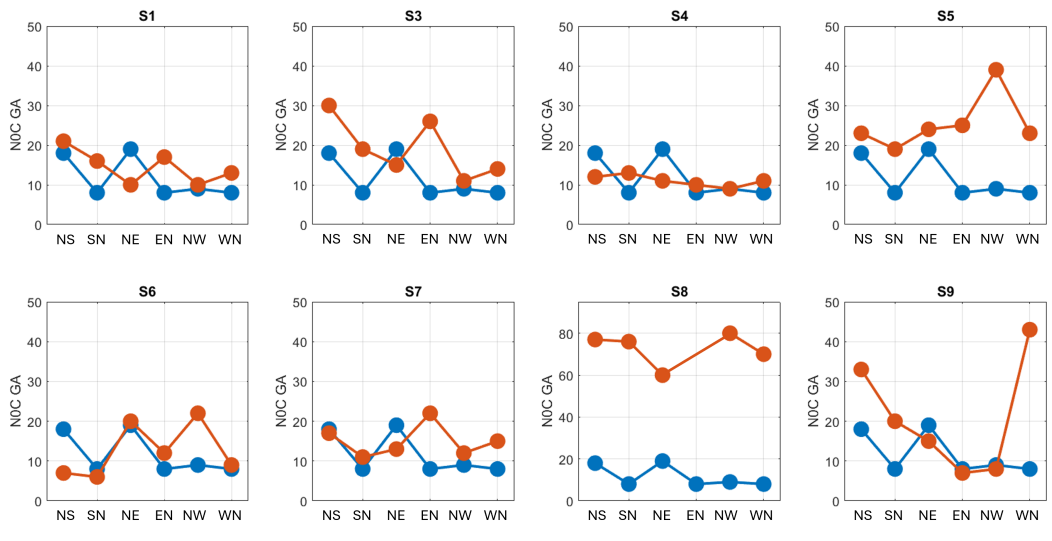 S1 S3 S4 S5
50 50 50 50
40 40 40 40
30 30 30 30
20 20 20 20
10 10 10 10
0 0 0 0
N0C GA N0C GA N0C GA N0C GA
NS SN NE EN NW WN NS SN NE EN NW WN NS SN NE EN NW WN NS SN NE EN NW WN
S6 S7 S8 S9
50 50 50
40 40 80 40
30 30 60 30
20 20 40 20
10 10 20 10
0 0 0 0
N0C GA N0C GA N0C GA N0C GA
NS SN NE EN NW WN NS SN NE EN NW WN NS SN NE EN NW WN NS SN NE EN NW WN